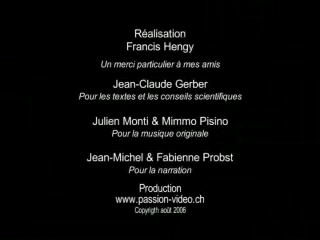 Réalisation
Francis Hengy
Un merci particulier à mes amis
Jean-Claude Gerber
Pour les textes et les conseils scientifiques
Julien Monti & Mimmo Pisino
Pour la musique originale
Jean-Michel & Fabienne Probst
Pour la narration
Production
www.passion-video.ch
Copyrigth août 2006